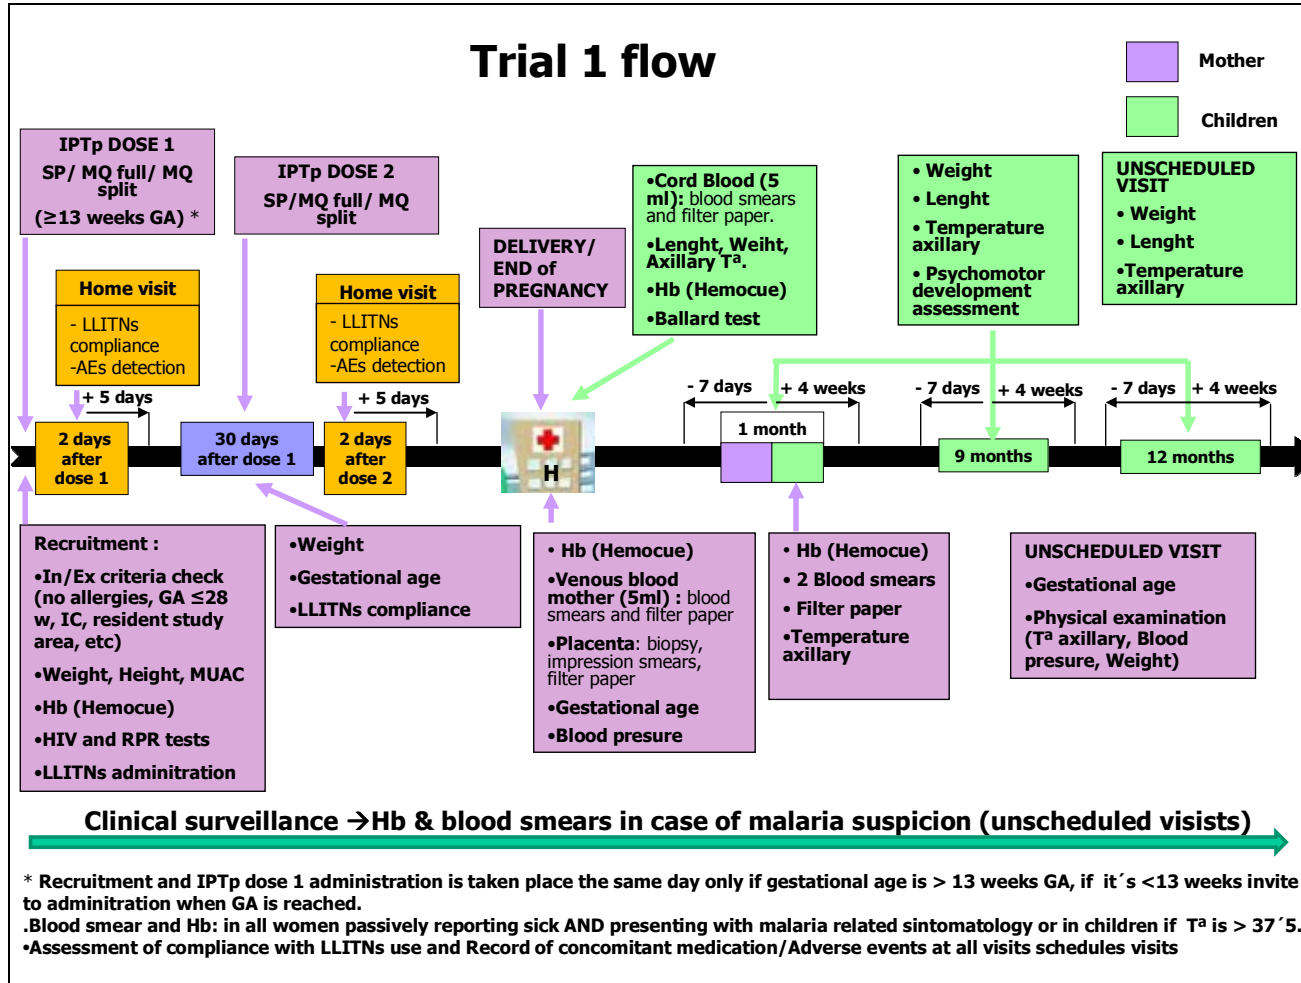 Trial 1 flow
Mother
Children
IPTp DOSE 1
SP/ MQ full/ MQ
split
(≥13 weeks GA) *
IPTp DOSE 2
SP/MQ full/ MQ
split
Home visit
- LLITNs
compliance
-AEs detection
+ 5 days
Home visit
- LLITNs
compliance
-AEs detection
+ 5 days
DELIVERY/
END of
PREGNANCY
•Cord Blood (5
ml): blood smears
and filter paper.
•Lenght, Weiht,
Axillary Tª.
•Hb (Hemocue)
•Ballard test
• Weight
• Lenght
• Temperature
axillary
• Psychomotor
development
assessment
UNSCHEDULED
VISIT
• Weight
• Lenght
•Temperature
axillary
- 7 days
+ 4 weeks
- 7 days
+ 4 weeks
- 7 days
+ 4 weeks
2 days
after
dose 1
30 days
after dose 1
2 days
after
dose 2
H
1 month
9 months
12 months
Recruitment :
•In/Ex criteria check
(no allergies, GA ≤28
w, IC, resident study
area, etc)
•Weight, Height, MUAC
•Hb (Hemocue)
•HIV and RPR tests
•LLITNs adminitration
•Weight
•Gestational age
•LLITNs compliance
• Hb (Hemocue)
•Venous blood
mother (5ml) : blood
smears and filter paper
•Placenta: biopsy,
impression smears,
filter paper
•Gestational age
•Blood presure
• Hb (Hemocue)
• 2 Blood smears
• Filter paper
•Temperature
axillary
UNSCHEDULED VISIT
•Gestational age
•Physical examination
(Tª axillary, Blood
presure, Weight)
Clinical surveillance →Hb & blood smears in case of malaria suspicion (unscheduled visists)
* Recruitment and IPTp dose 1 administration is taken place the same day only if gestational age is > 13 weeks GA, if it´s <13 weeks invite
to adminitration when GA is reached.
.Blood smear and Hb: in all women passively reporting sick AND presenting with malaria related sintomatology or in children if Tª is > 37´5.
•Assessment of compliance with LLITNs use and Record of concomitant medication/Adverse events at all visits schedules visits